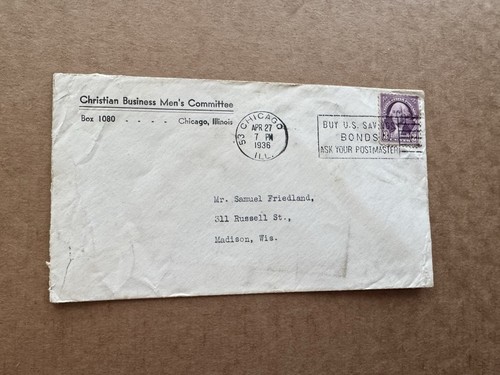 Christian Business Men's Committee
Box 1080 - - - - Chicago, Illinois
53 CHICAGO
APR 27
7 PM
1936
ILL.
BUY U.S. SAVINGS
BONDS
ASK YOUR POSTMASTER
Mr. Samuel Friedland,
311 Russell St.,
Madison, Wis.